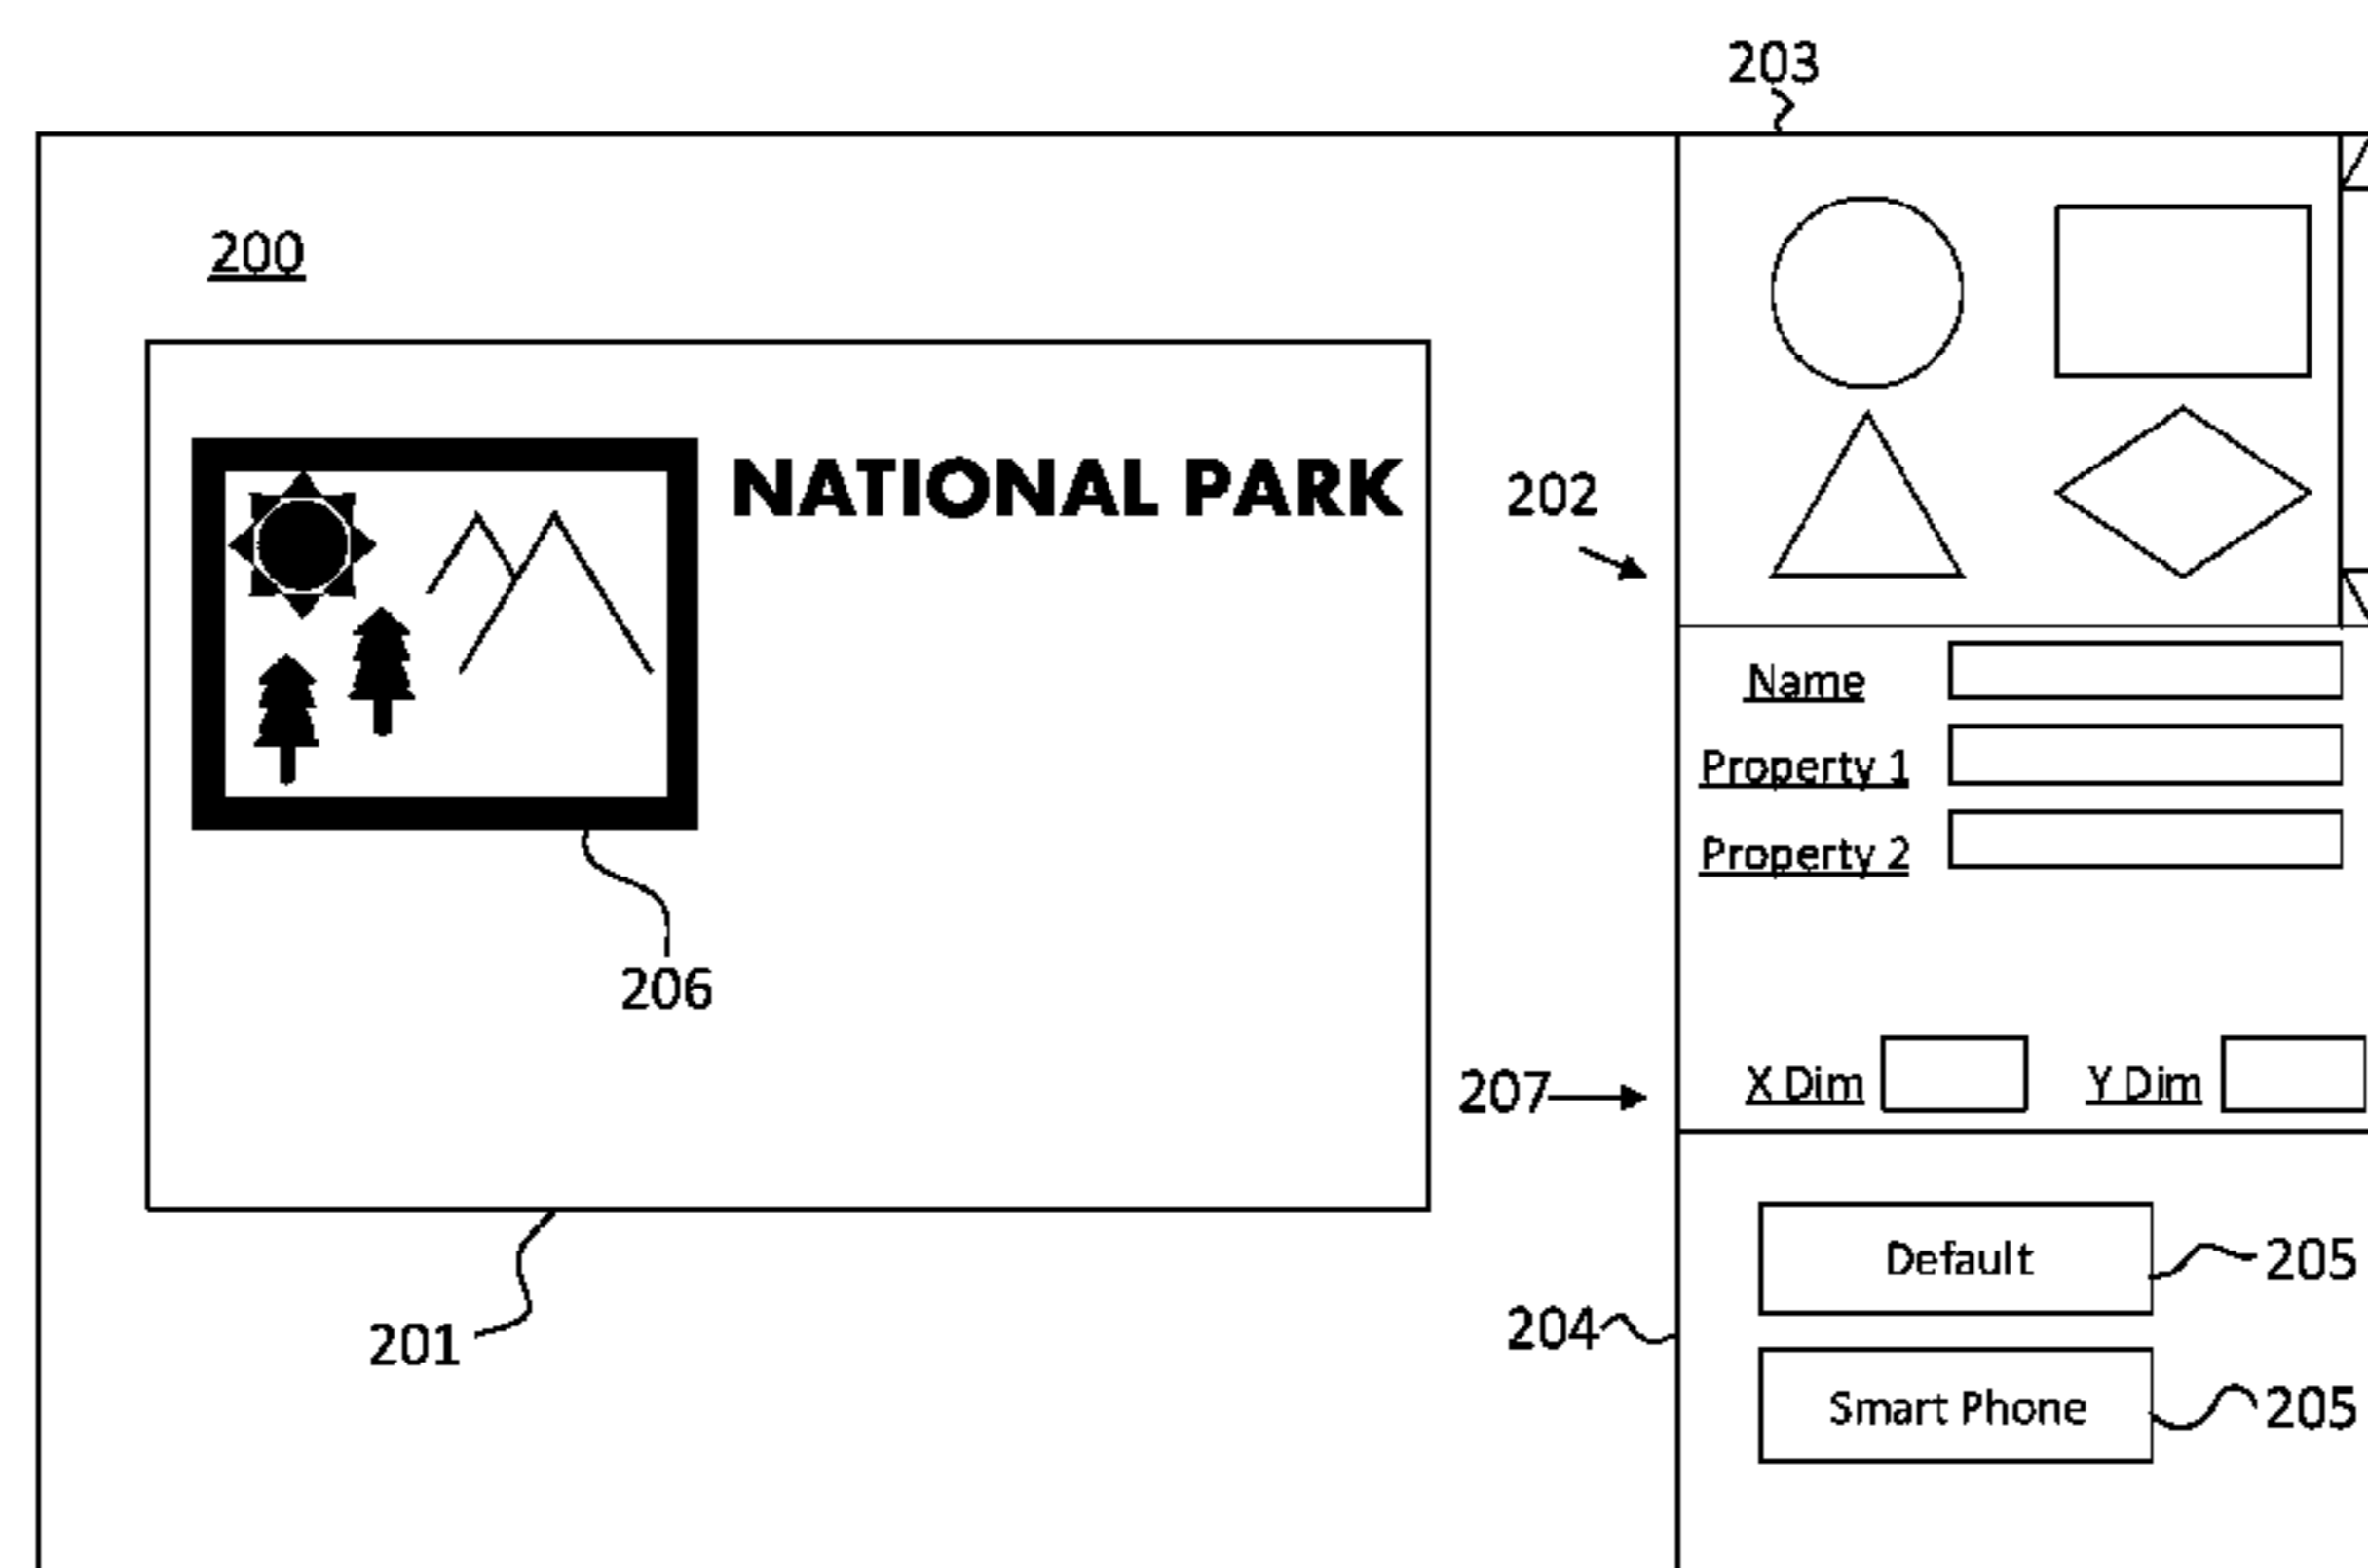 203
200
NATIONAL PARK
202
Name
Property 1
Property 2
206
207
X Dim Y Dim
Default 205
204
201
Smart Phone 205